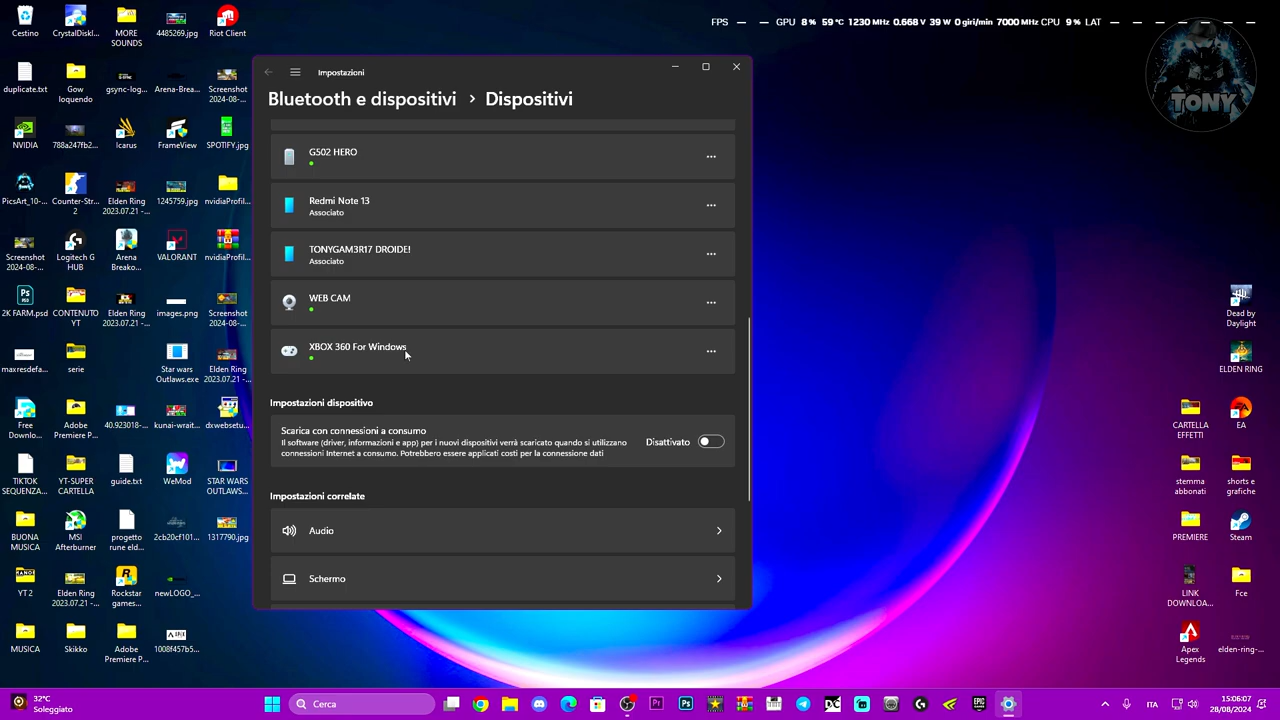 Cestino
CrystalDiskI...
MORE
SOUNDS
4485269.jpg
Riot Client
FPS — — GPU 8 % 59 °C 1230 MHz 0.668 V 39 W 0 giri/min 7000 MHz CPU 9 % LAT — — — — — — —
TONY
duplicate.txt
Gow
loquendo
gsync-log...
Arena-Brea...
Screenshot
2024-08-...
NVIDIA
788a247fb2...
Icarus
FrameView
SPOTIFY.jpg
PicsArt_10-...
Counter-Str...
2
Elden Ring
2023.07.21 -...
1245759.jpg
nvidiaProfil...
Screenshot
2024-08-...
Logitech G
HUB
Arena
Breako...
VALORANT
nvidiaProfil...
2K FARM.psd
CONTENUTO
YT
Elden Ring
2023.07.21 -...
images.png
Screenshot
2024-08-...
maxresdefa...
serie
Elden Ring
2023.07.21 -...
Star wars
Outlaws.exe
Elden Ring
2023.07.21 -...
Free
Downlo...
Adobe
Premiere P...
40.923018-...
kunai-wrait...
dxwebsetu...
TIKTOK
SEQUENZA...
YT-SUPER
CARTELLA
guide.txt
WeMod
STAR WARS
OUTLAWS...
BUONA
MUSICA
MSI
Afterburner
progetto
rune eld...
2cb20cf101...
1317790.jpg
YT 2
Elden Ring
2023.07.21 -...
Rockstar
games...
newLOGO_...
MUSICA
Skikko
Adobe
Premiere P...
1008f457b5...
Impostazioni
Bluetooth e dispositivi > Dispositivi
G502 HERO
Redmi Note 13
Associato
TONYGAM3R17 DROIDE!
Associato
WEB CAM
XBOX 360 For Windows
Impostazioni dispositivo
Scarica con connessioni a consumo
Il software (driver, informazioni e app) per i nuovi dispositivi verrà scaricato quando si utilizzano
connessioni Internet a consumo. Potrebbero essere applicati costi per la connessione dati
Disattivato
Impostazioni correlate
Audio
Schermo
Dead by
Daylight
ELDEN RING
CARTELLA
EFFETTI
EA
stemma
abbonati
shorts e
grafiche
PREMIERE
Steam
LINK
DOWNLOA...
Fce
Apex
Legends
elden-ring-...
32°C
Soleggiato
Cerca
ITA
15:06:07
28/08/2024